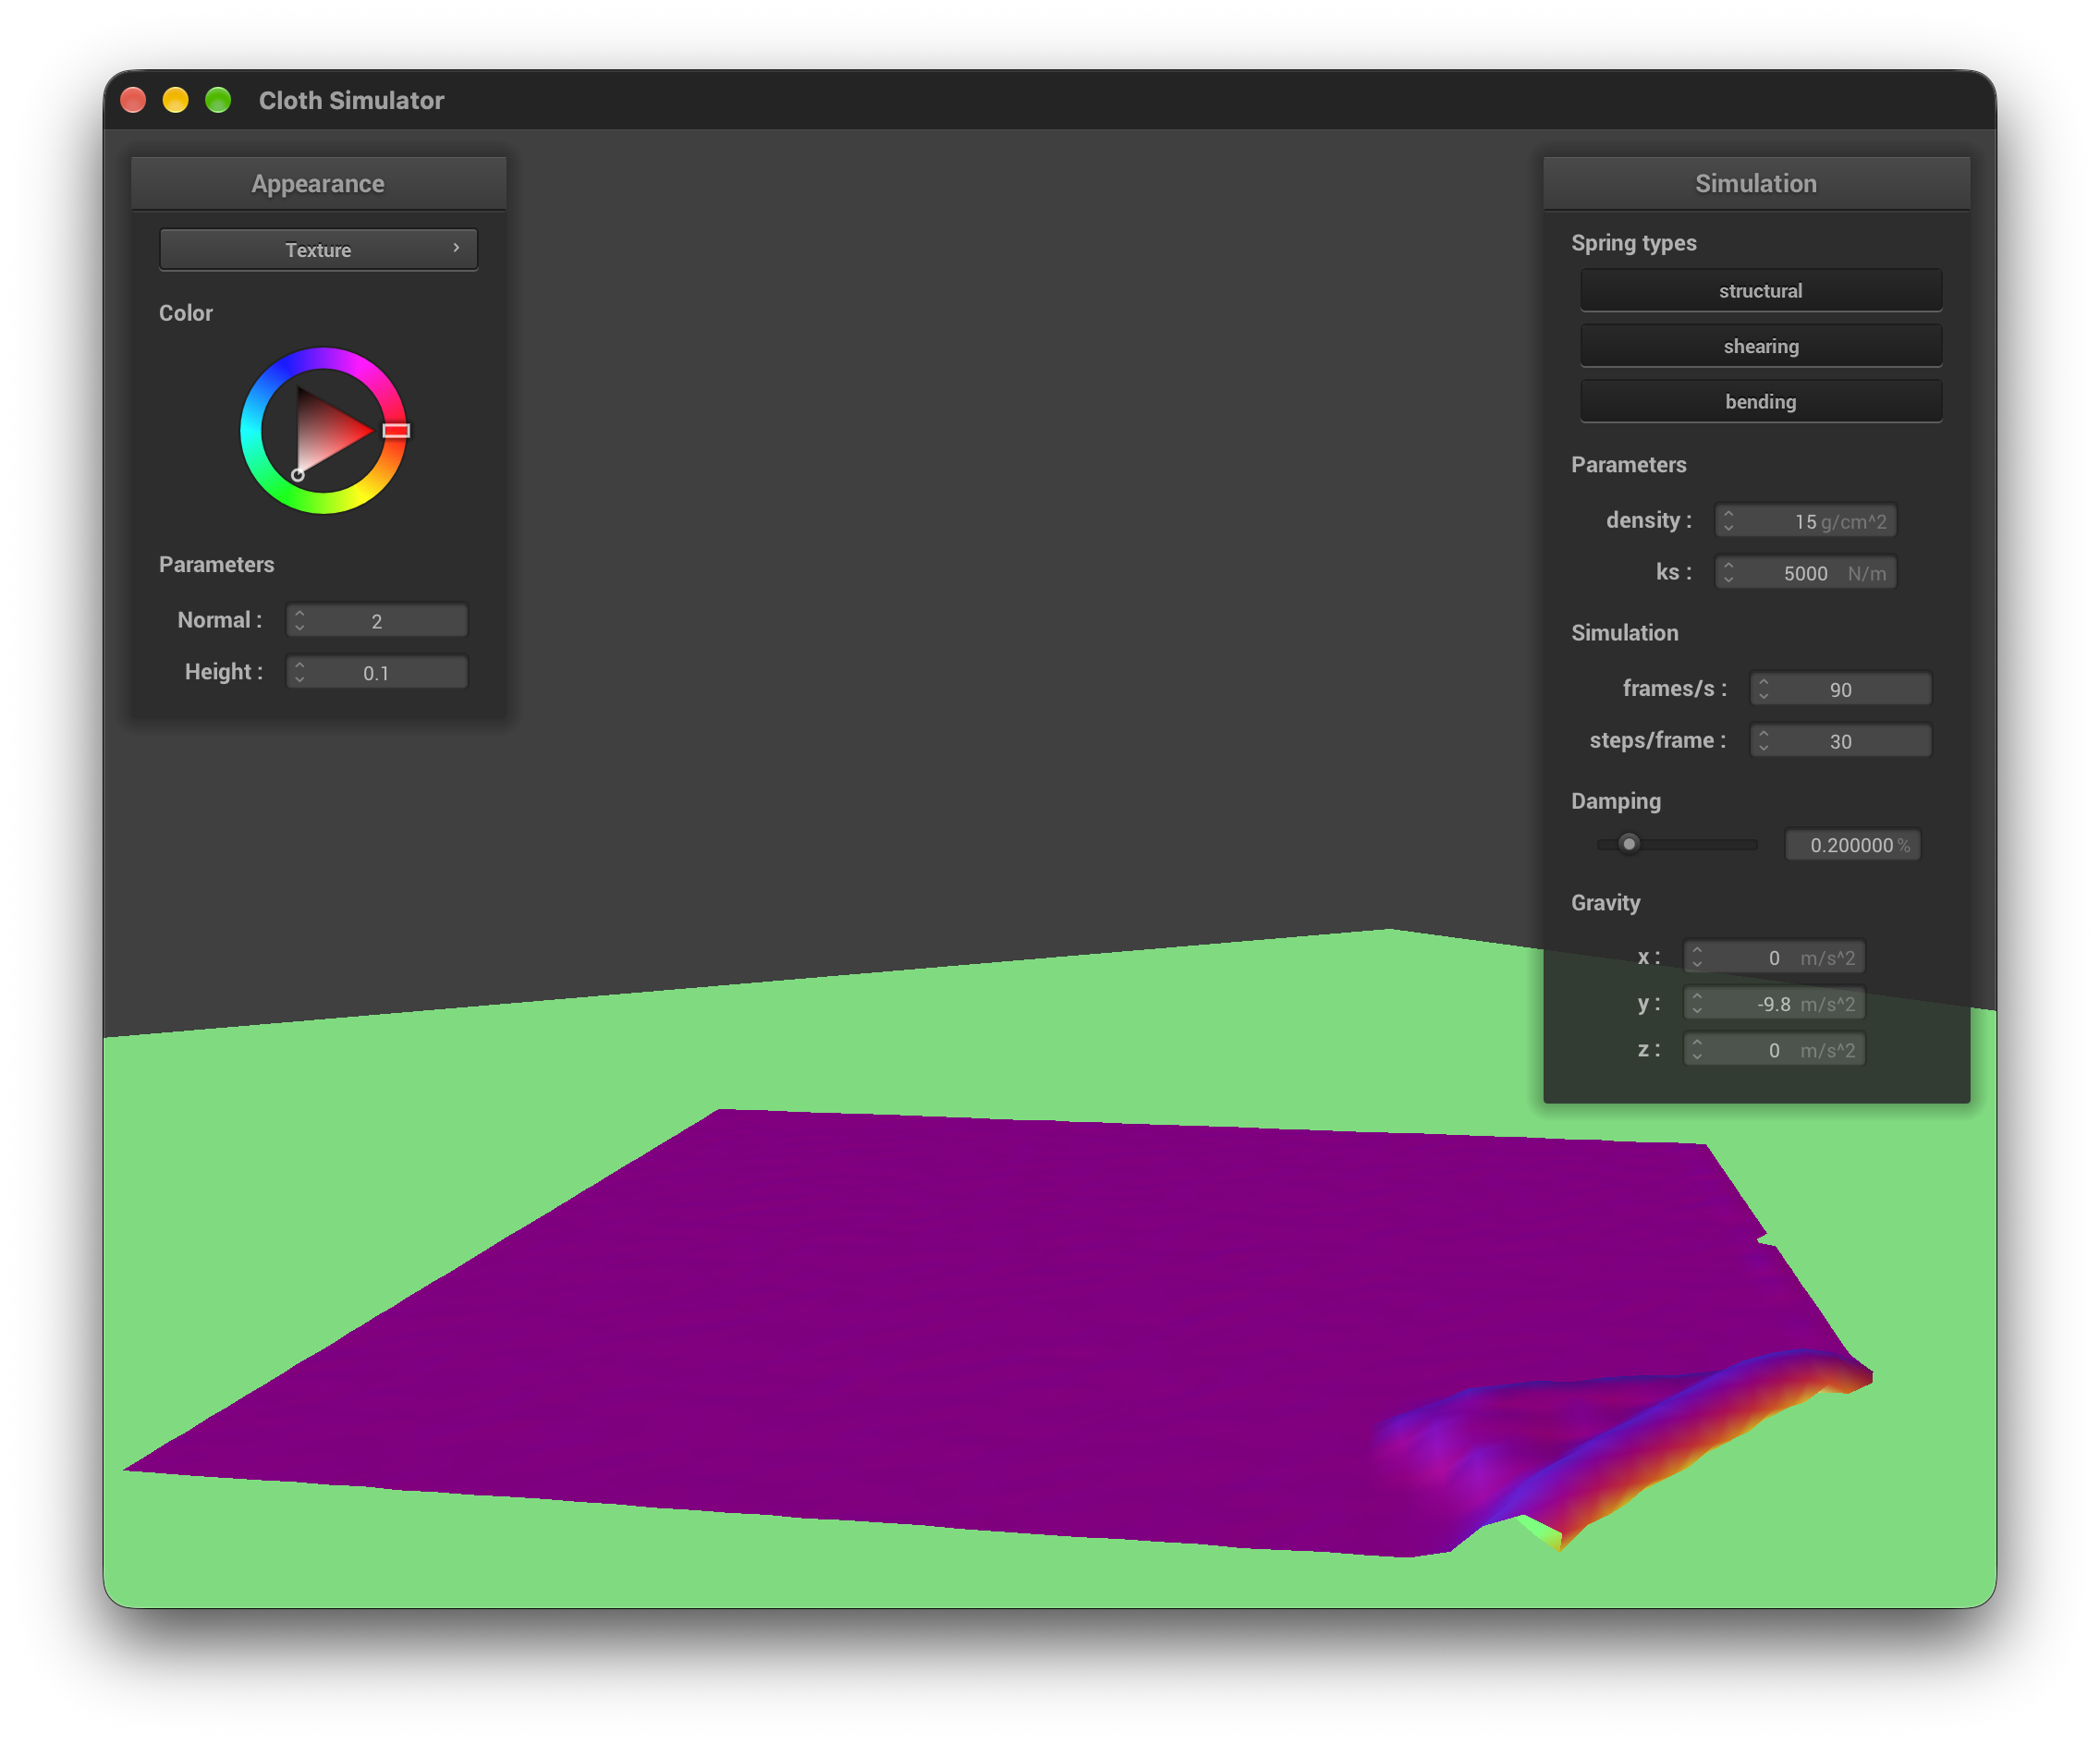 Cloth Simulator
Appearance
Texture
Color
Parameters
Normal : 2
Height : 0.1
Simulation
Spring types
structural
shearing
bending
Parameters
density : 15 g/cm^2
ks : 5000 N/m
Simulation
frames/s : 90
steps/frame : 30
Damping
0.200000 %
Gravity
x : 0 m/s^2
y : -9.8 m/s^2
z : 0 m/s^2